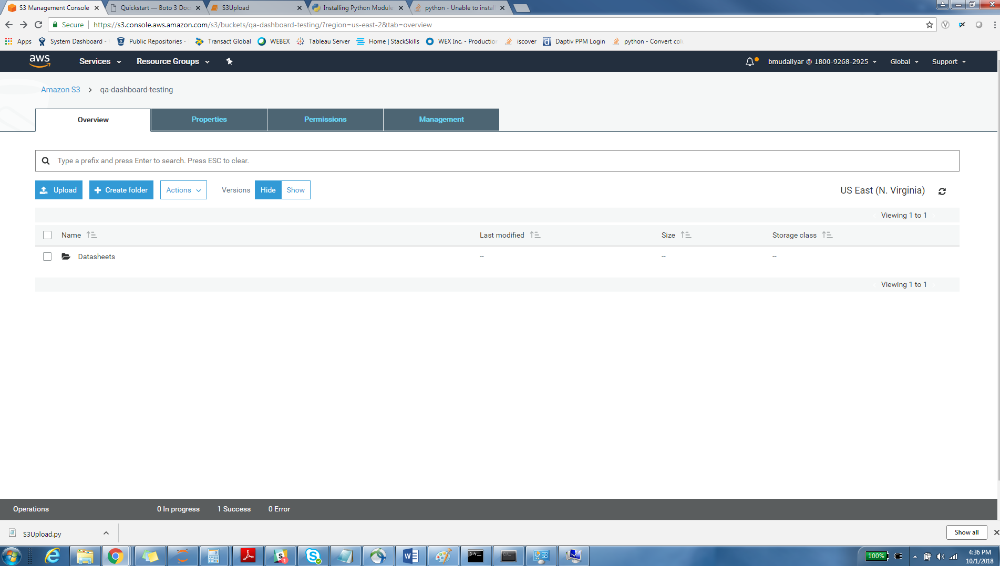 S3 Management Console
Quickstart — Boto 3 Doc
S3Upload
Installing Python Module
python - Unable to instal
Secure
https://s3.console.aws.amazon.com/s3/buckets/qa-dashboard-testing/?region=us-east-2&tab=overview
Apps
System Dashboard -
Public Repositories -
Transact Global
WEBEX
Tableau Server
Home | StackSkills
WEX Inc. - Production
iscover
Daptiv PPM Login
python - Convert col
aws
Services
Resource Groups
bmudaliyar @ 1800-9268-2925
Global
Support
Amazon S3 > qa-dashboard-testing
Overview
Properties
Permissions
Management
Type a prefix and press Enter to search. Press ESC to clear.
Upload
Create folder
Actions
Versions
Hide
Show
US East (N. Virginia)
Viewing 1 to 1
Name
Last modified
Size
Storage class
Datasheets
--
--
--
Viewing 1 to 1
Operations
0 In progress
1 Success
0 Error
S3Upload.py
Show all
100%
4:36 PM
10/1/2018